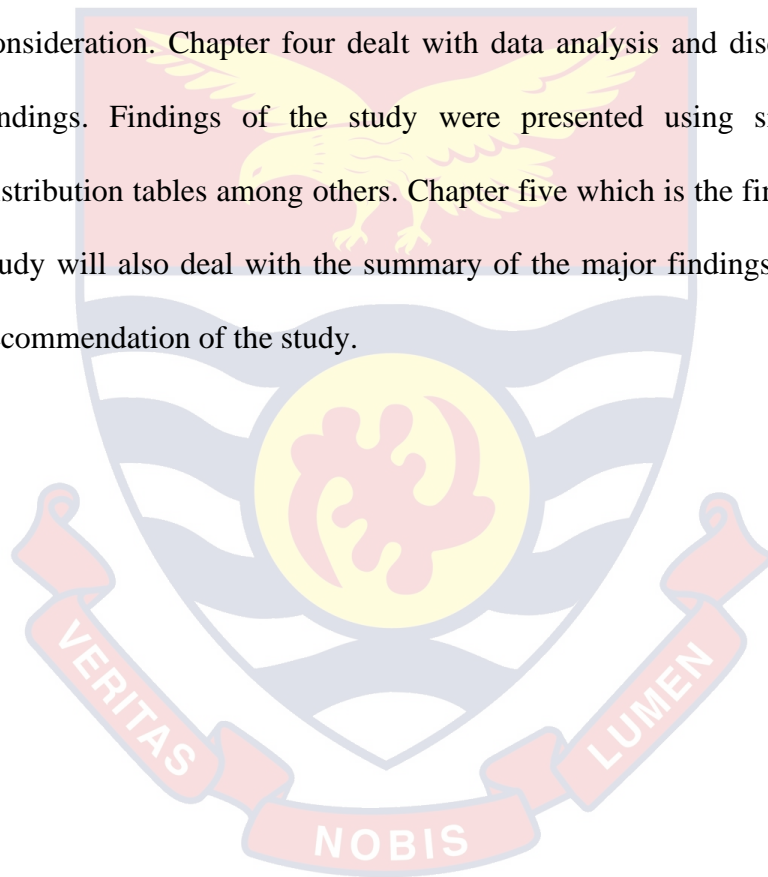 onsideration. Chapter four dealt with data analysis and disc
ndings. Findings of the study were presented using s
stribution tables among others. Chapter five which is the fir
udy will also deal with the summary of the major findings
commendation of the study.
VERITAS
NOBIS
LUMEN